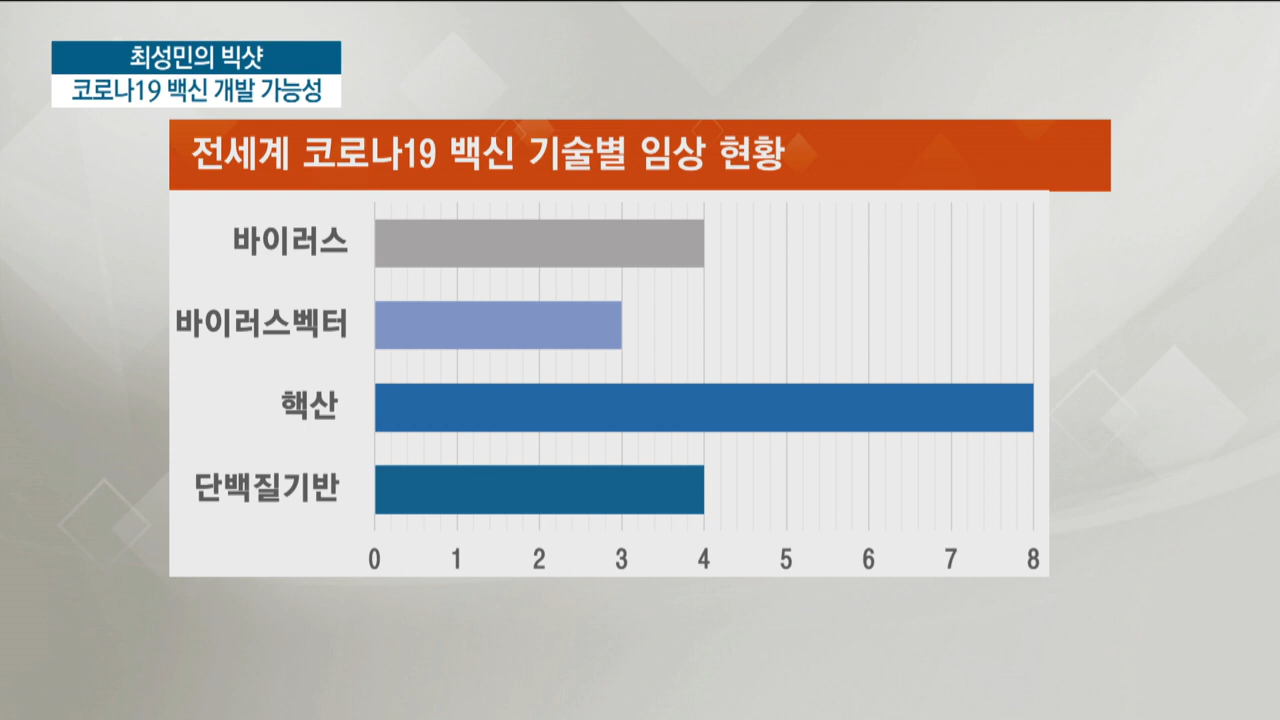 최성민의 빅샷
코로나19 백신 개발 가능성
전세계 코로나19 백신 기술별 임상 현황
바이러스
바이러스벡터
핵산
단백질기반
0 1 2 3 4 5 6 7 8